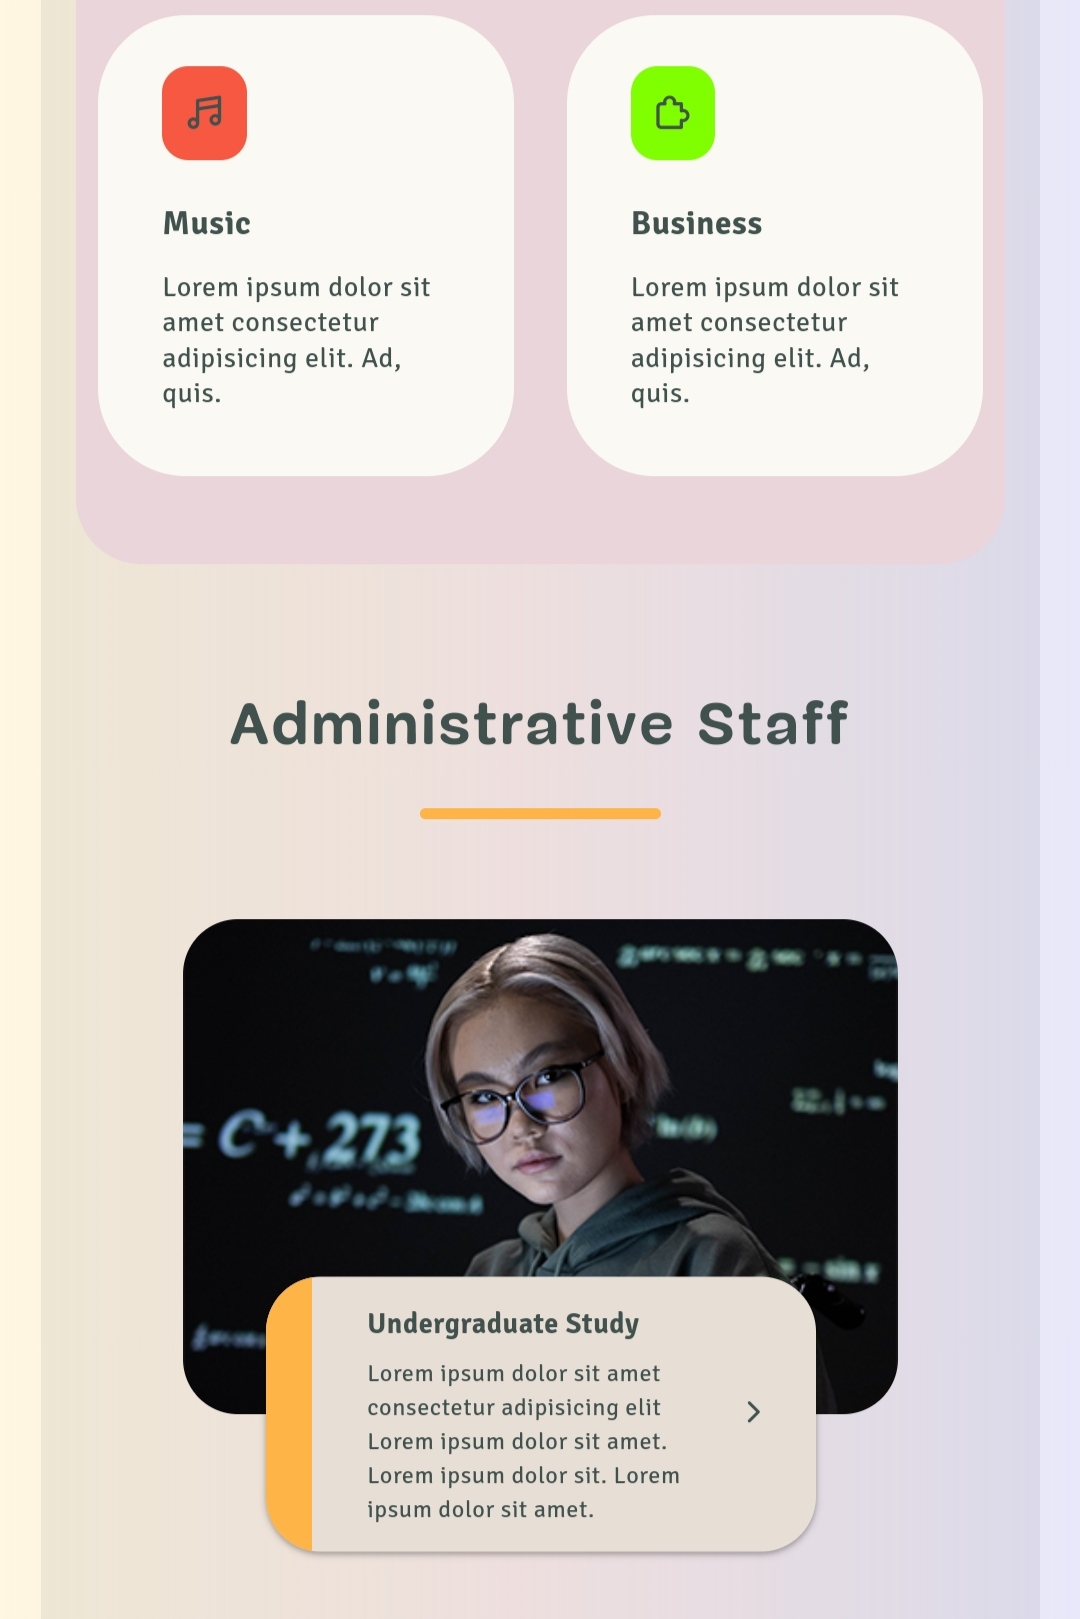 Music
Lorem ipsum dolor sit
amet consectetur
adipisicing elit. Ad,
quis.
Business
Lorem ipsum dolor sit
amet consectetur
adipisicing elit. Ad,
quis.
Administrative Staff
= C + 273
Undergraduate Study
Lorem ipsum dolor sit amet
consectetur adipisicing elit
Lorem ipsum dolor sit amet.
Lorem ipsum dolor sit. Lorem
ipsum dolor sit amet.